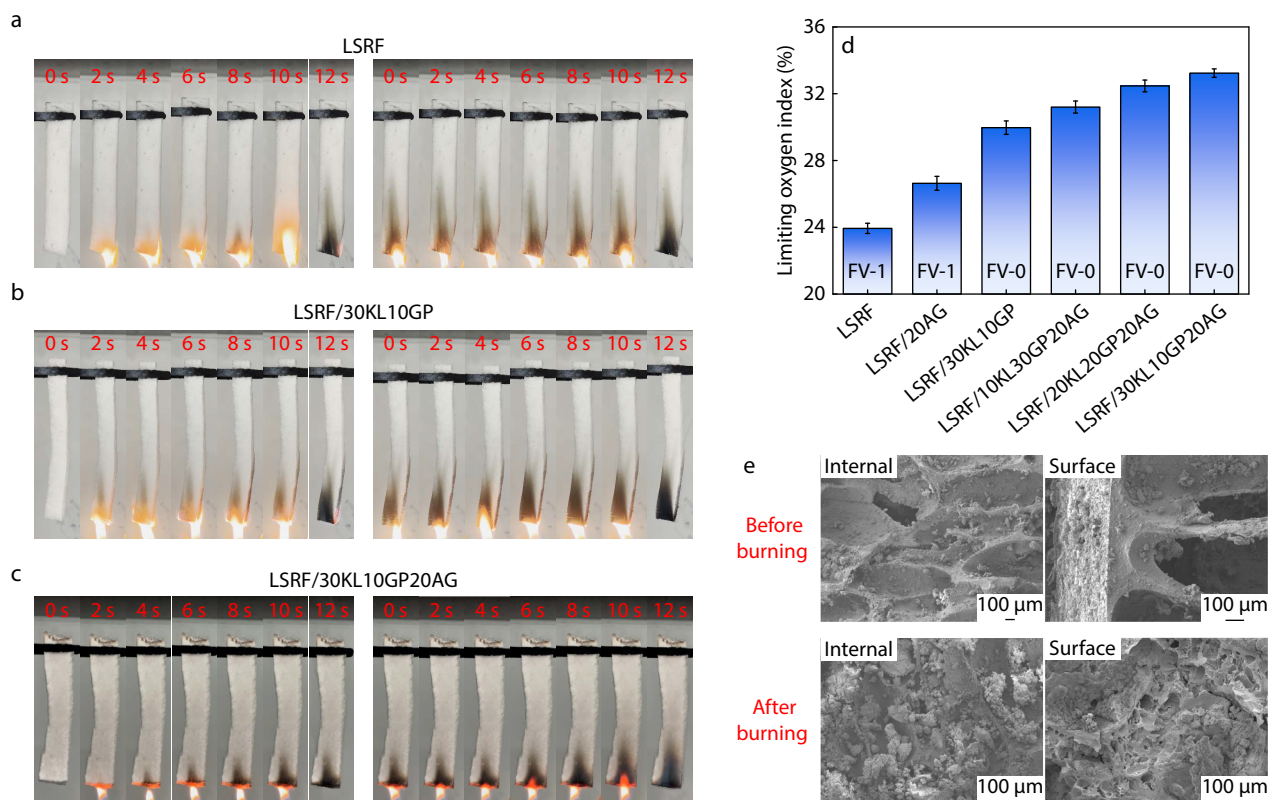 a
LSRF
0 s 2 s 4 s 6 s 8 s 10 s 12 s
0 s 2 s 4 s 6 s 8 s 10 s 12 s
b
LSRF/30KL10GP
0 s 2 s 4 s 6 s 8 s 10 s 12 s
0 s 2 s 4 s 6 s 8 s 10 s 12 s
c
LSRF/30KL10GP20AG
0 s 2 s 4 s 6 s 8 s 10 s 12 s
0 s 2 s 4 s 6 s 8 s 10 s 12 s
d
Limiting oxygen index (%)
36
32
28
24
20
FV-1 FV-1 FV-0 FV-0 FV-0 FV-0
LSRF
LSRF/20AG
LSRF/30KL10GP
LSRF/10KL30GP20AG
LSRF/20KL20GP20AG
LSRF/30KL10GP20AG
e
Before
burning
Internal
100 μm
Surface
100 μm
After
burning
Internal
100 μm
Surface
100 μm